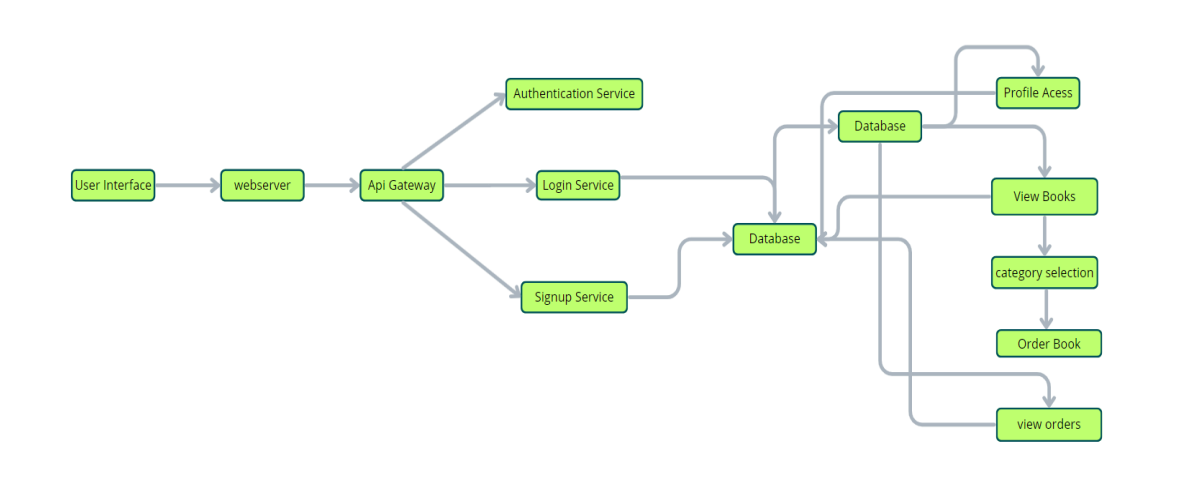 Authentication Service
Profile Acess
Database
User Interface
webserver
Api Gateway
Login Service
View Books
Database
category selection
Signup Service
Order Book
view orders